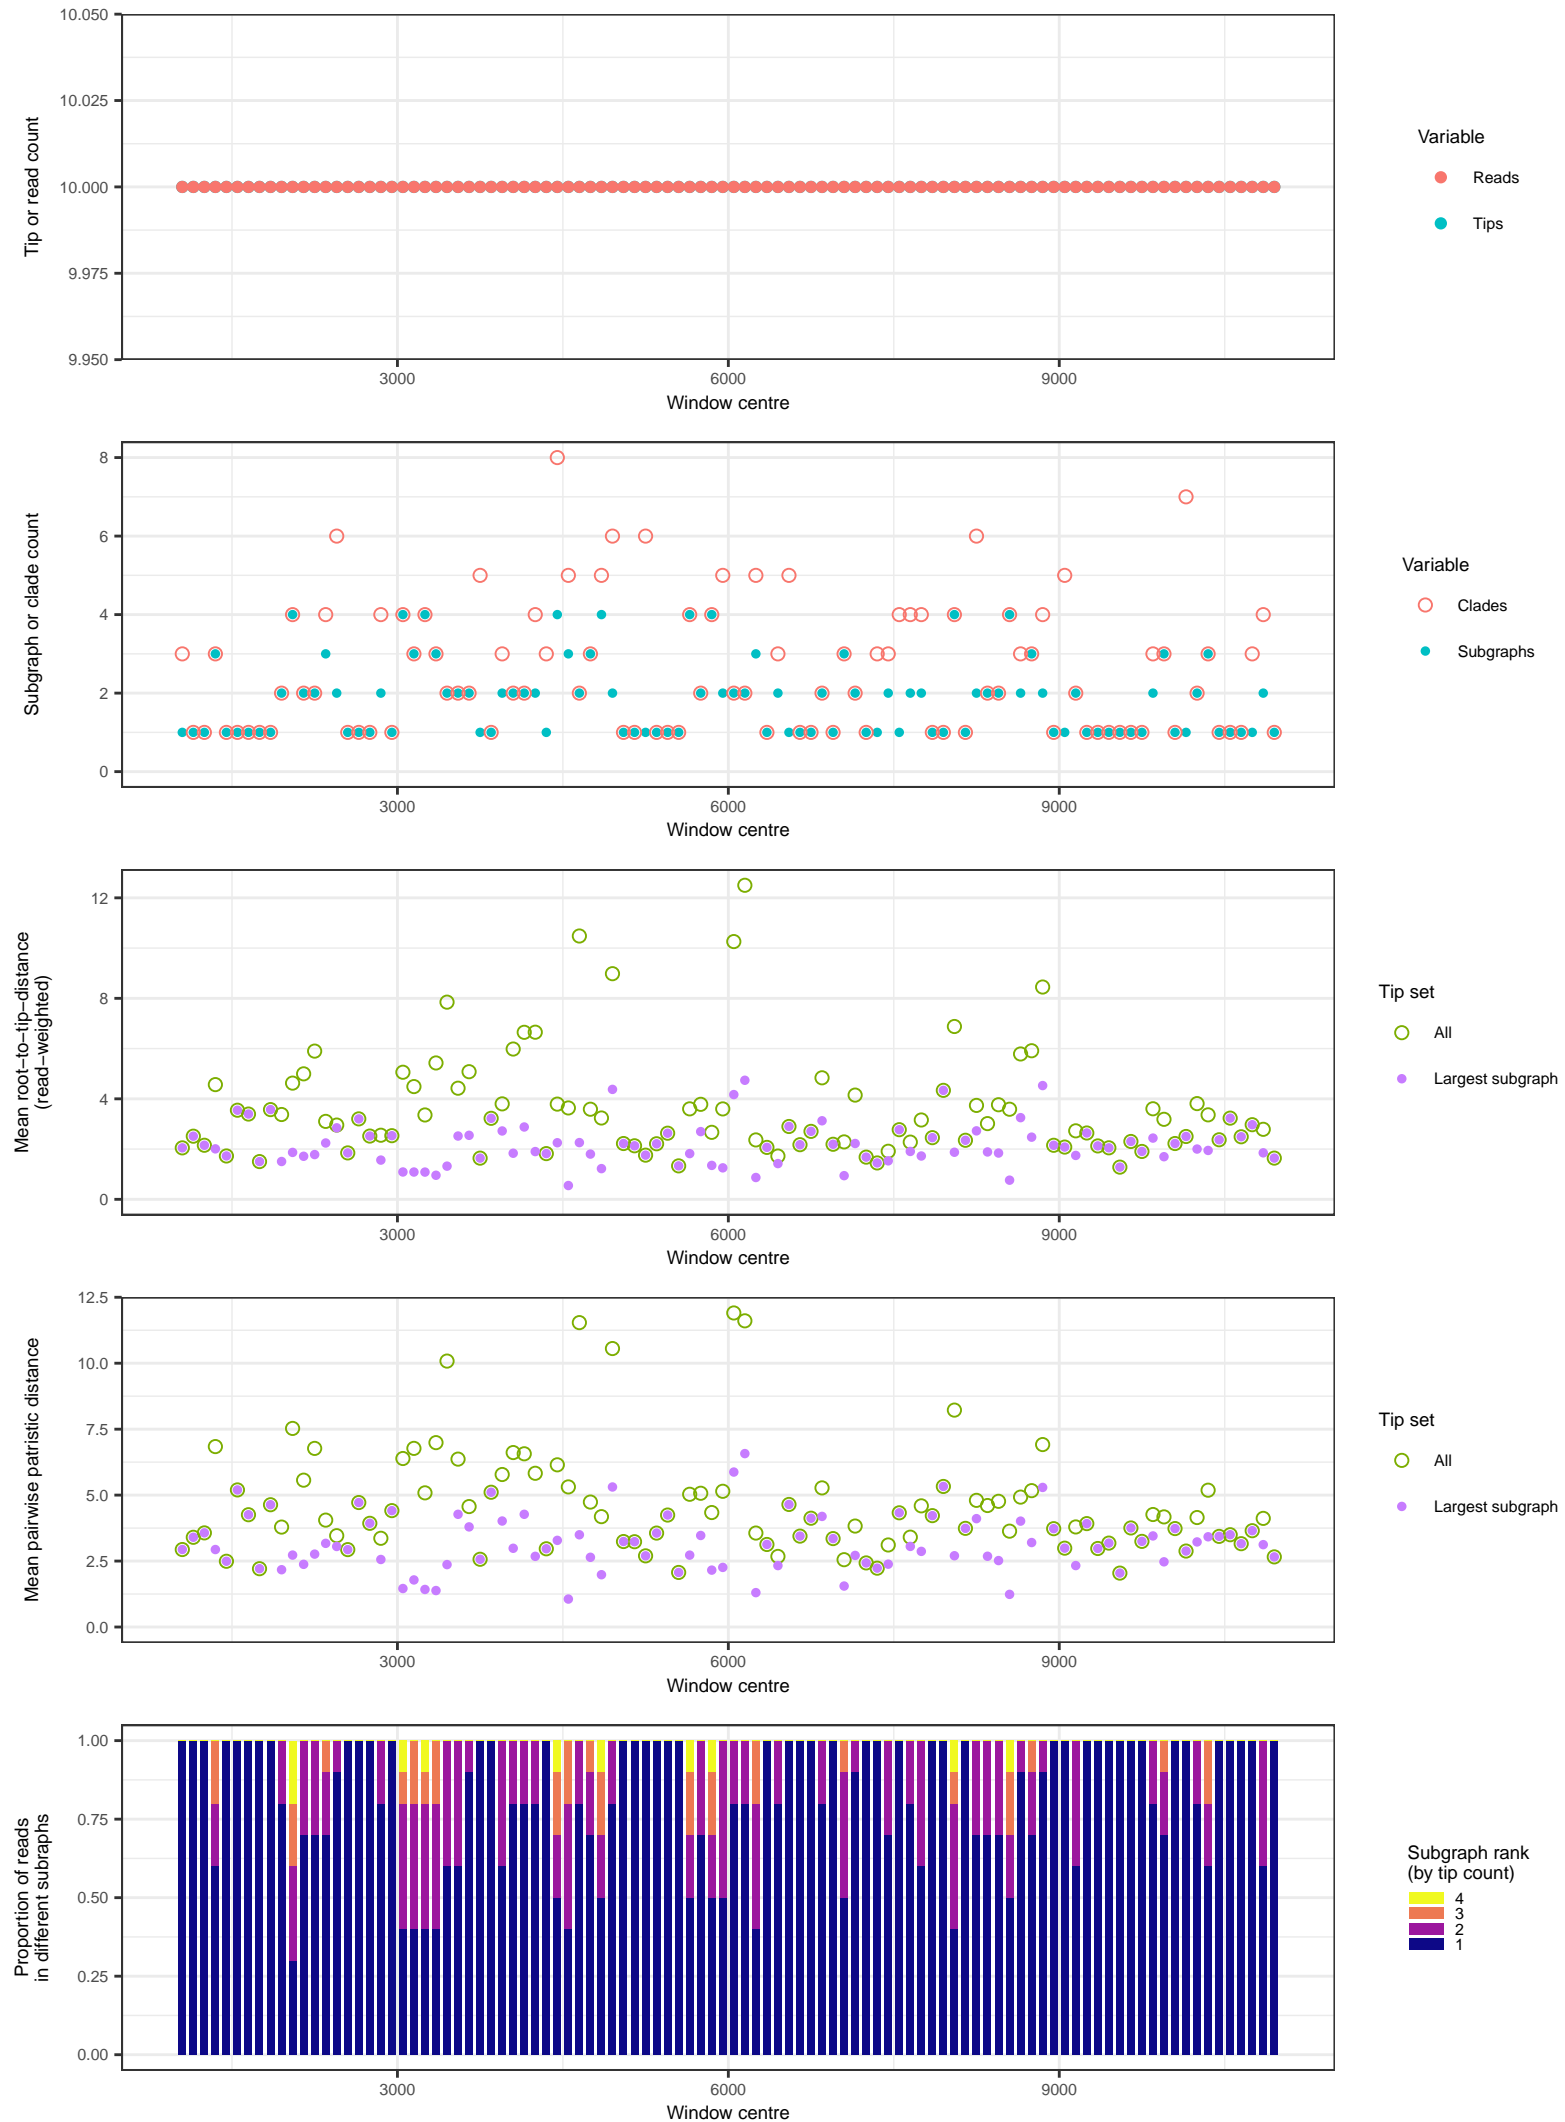 10.050
10.025
10.000
9.975
9.950
Tip or read count
3000 6000 9000
Window centre
Variable
Reads
Tips
8
6
4
2
0
Subgraph or clade count
3000 6000 9000
Window centre
Variable
Clades
Subgraphs
12
8
4
0
Mean root−to−tip−distance
(read−weighted)
3000 6000 9000
Window centre
Tip set
All
Largest subgraph
12.5
10.0
7.5
5.0
2.5
0.0
Mean pairwise patristic distance
3000 6000 9000
Window centre
Tip set
All
Largest subgraph
1.00
0.75
0.50
0.25
0.00
Proportion of reads
in different subraphs
3000 6000 9000
Window centre
Subgraph rank
(by tip count)
4
3
2
1